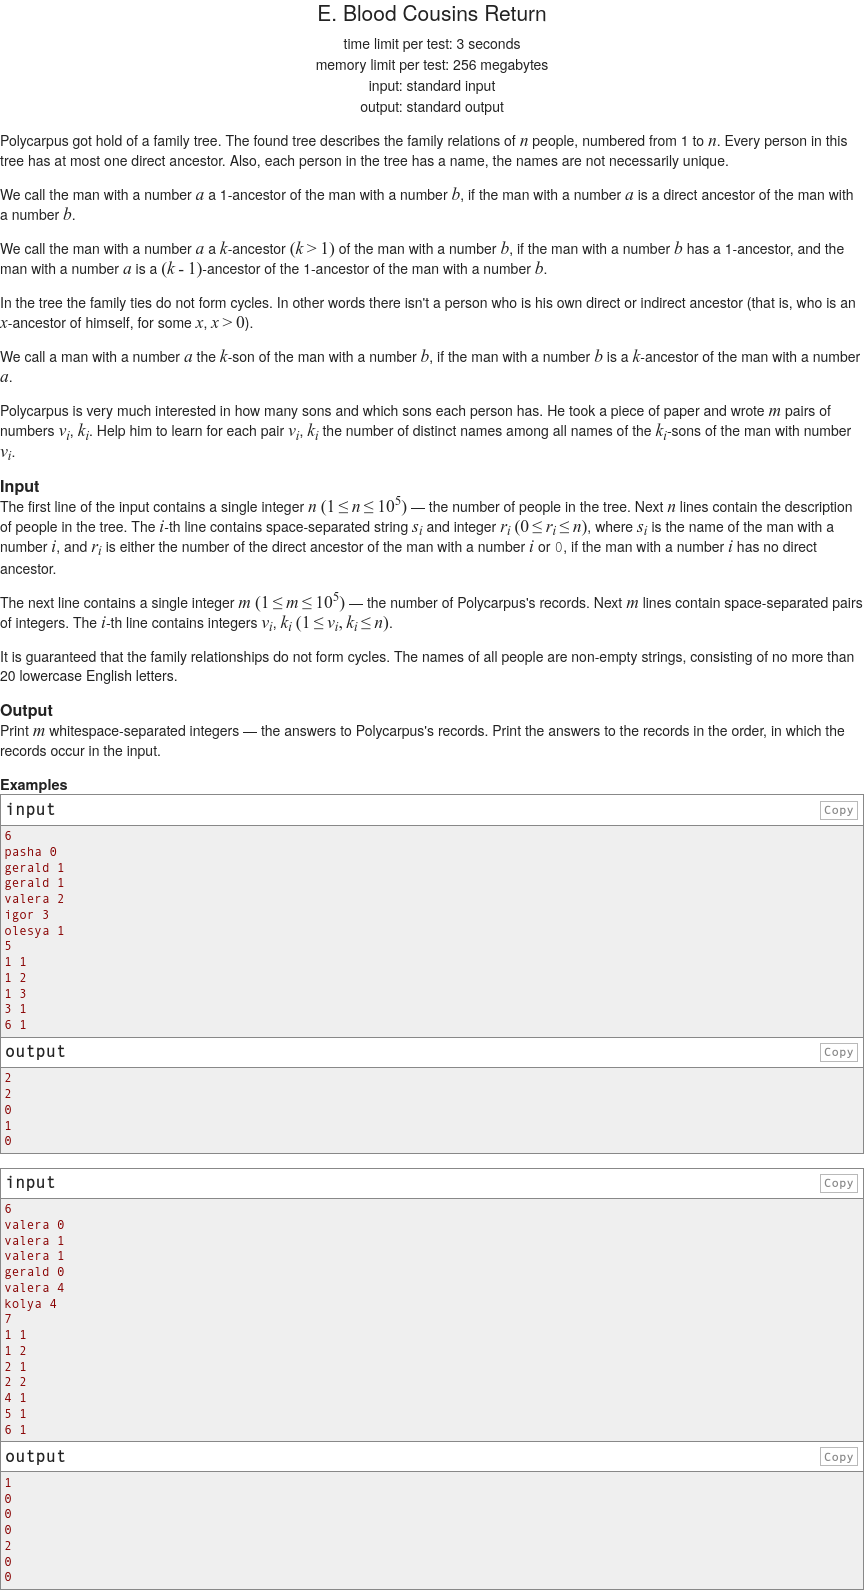 E. Blood Cousins Return
time limit per test: 3 seconds
memory limit per test: 256 megabytes
input: standard input
output: standard output
Polycarpus got hold of a family tree. The found tree describes the family relations of n people, numbered from 1 to n. Every person in this
tree has at most one direct ancestor. Also, each person in the tree has a name, the names are not necessarily unique.
We call the man with a number a a 1-ancestor of the man with a number b, if the man with a number a is a direct ancestor of the man with
a number b.
We call the man with a number a a k-ancestor (k > 1) of the man with a number b, if the man with a number b has a 1-ancestor, and the
man with a number a is a (k - 1)-ancestor of the 1-ancestor of the man with a number b.
In the tree the family ties do not form cycles. In other words there isn't a person who is his own direct or indirect ancestor (that is, who is an
x-ancestor of himself, for some x, x > 0).
We call a man with a number a the k-son of the man with a number b, if the man with a number b is a k-ancestor of the man with a number
a.
Polycarpus is very much interested in how many sons and which sons each person has. He took a piece of paper and wrote m pairs of
numbers vi, ki. Help him to learn for each pair vi, ki the number of distinct names among all names of the ki-sons of the man with number
vi.
Input
The first line of the input contains a single integer n (1 ≤ n ≤ 10^5) — the number of people in the tree. Next n lines contain the description
of people in the tree. The i-th line contains space-separated string si and integer ri (0 ≤ ri ≤ n), where si is the name of the man with a
number i, and ri is either the number of the direct ancestor of the man with a number i or 0, if the man with a number i has no direct
ancestor.
The next line contains a single integer m (1 ≤ m ≤ 10^5) — the number of Polycarpus's records. Next m lines contain space-separated pairs
of integers. The i-th line contains integers vi, ki (1 ≤ vi, ki ≤ n).
It is guaranteed that the family relationships do not form cycles. The names of all people are non-empty strings, consisting of no more than
20 lowercase English letters.
Output
Print m whitespace-separated integers — the answers to Polycarpus's records. Print the answers to the records in the order, in which the
records occur in the input.
Examples
input Copy
6
pasha 0
gerald 1
gerald 1
valera 2
igor 3
olesya 1
5
1 1
1 2
1 3
3 1
6 1
output Copy
2
2
0
1
0
input Copy
6
valera 0
valera 1
valera 1
gerald 0
valera 4
kolya 4
7
1 1
1 2
2 1
2 2
4 1
5 1
6 1
output Copy
1
0
0
0
2
0
0